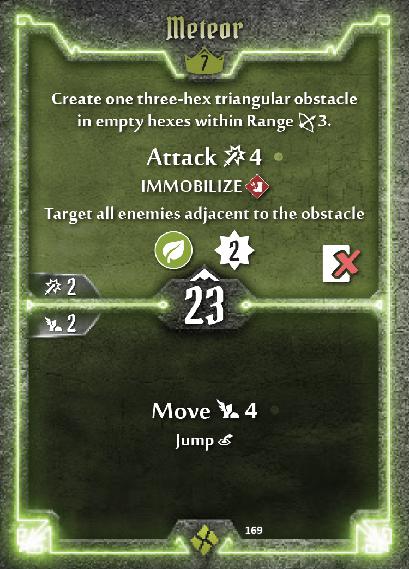 Meteor
7
Create one three-hex triangular obstacle
in empty hexes within Range 3.
Attack 4
IMMOBILIZE
Target all enemies adjacent to the obstacle
2
2
23
2
Move 4
Jump
169